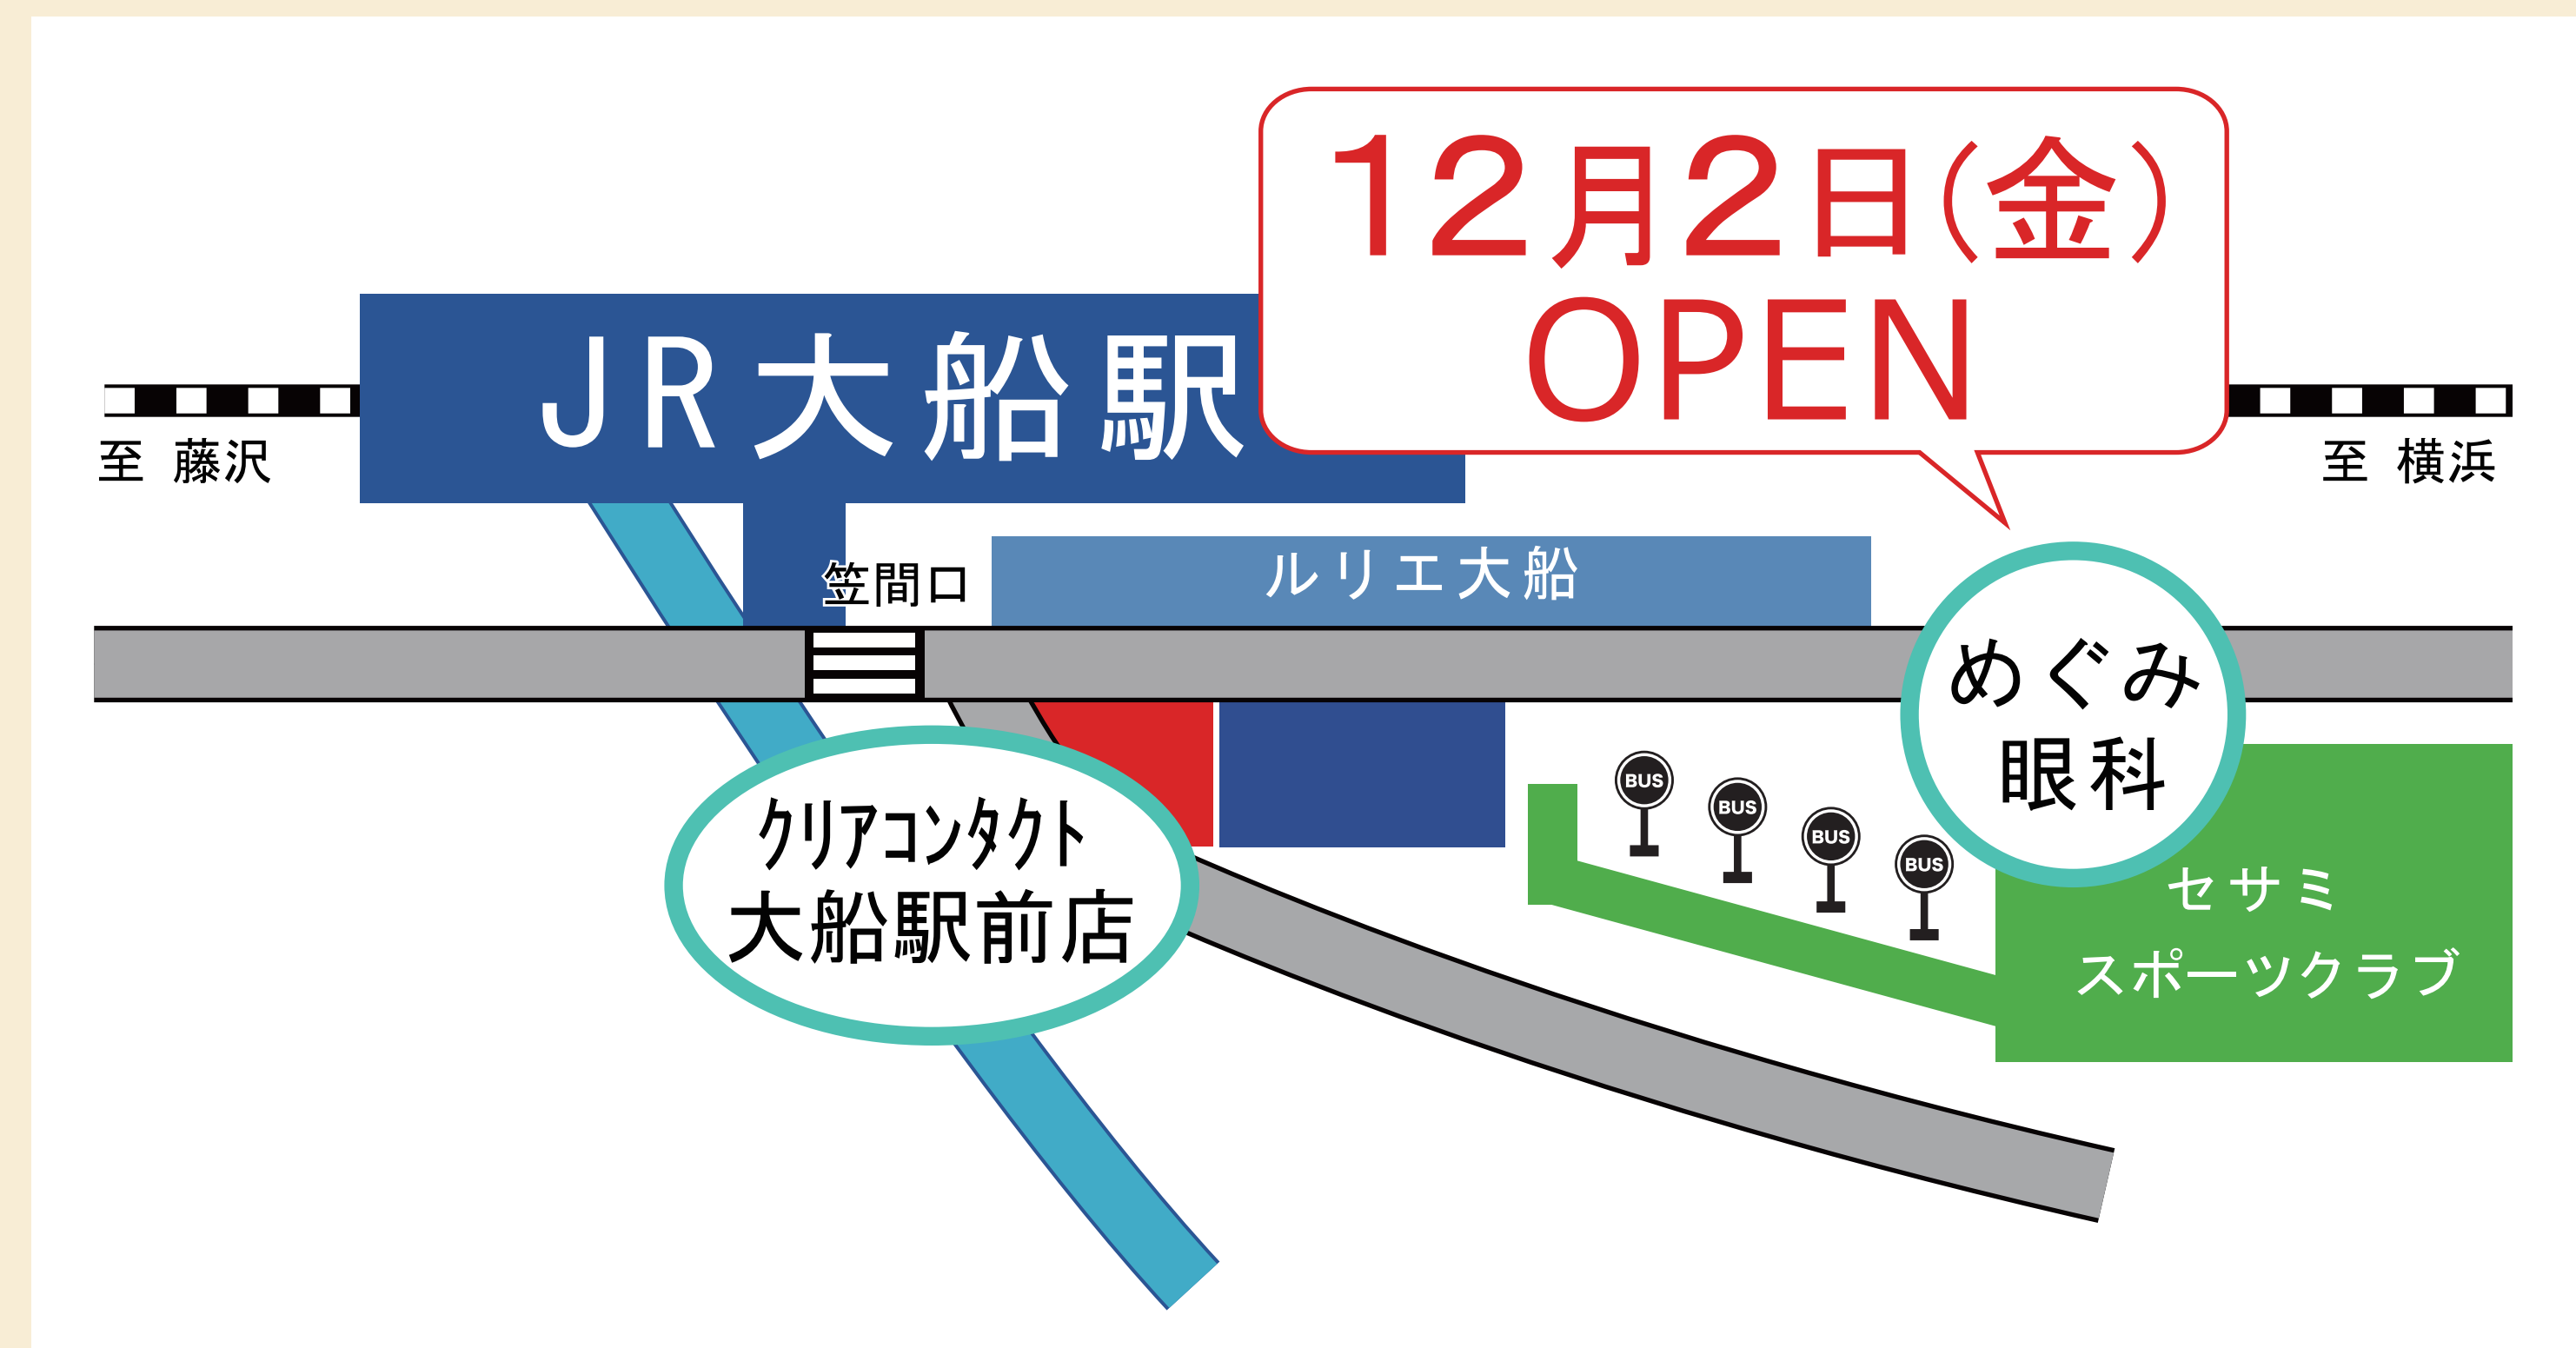 12月2日(金)
OPEN
JR大船駅
至 藤沢
至 横浜
笠間口
ルリエ大船
めぐみ
眼科
クリアコンタクト
大船駅前店
BUS
BUS
BUS
BUS
セサミ
スポーツクラブ